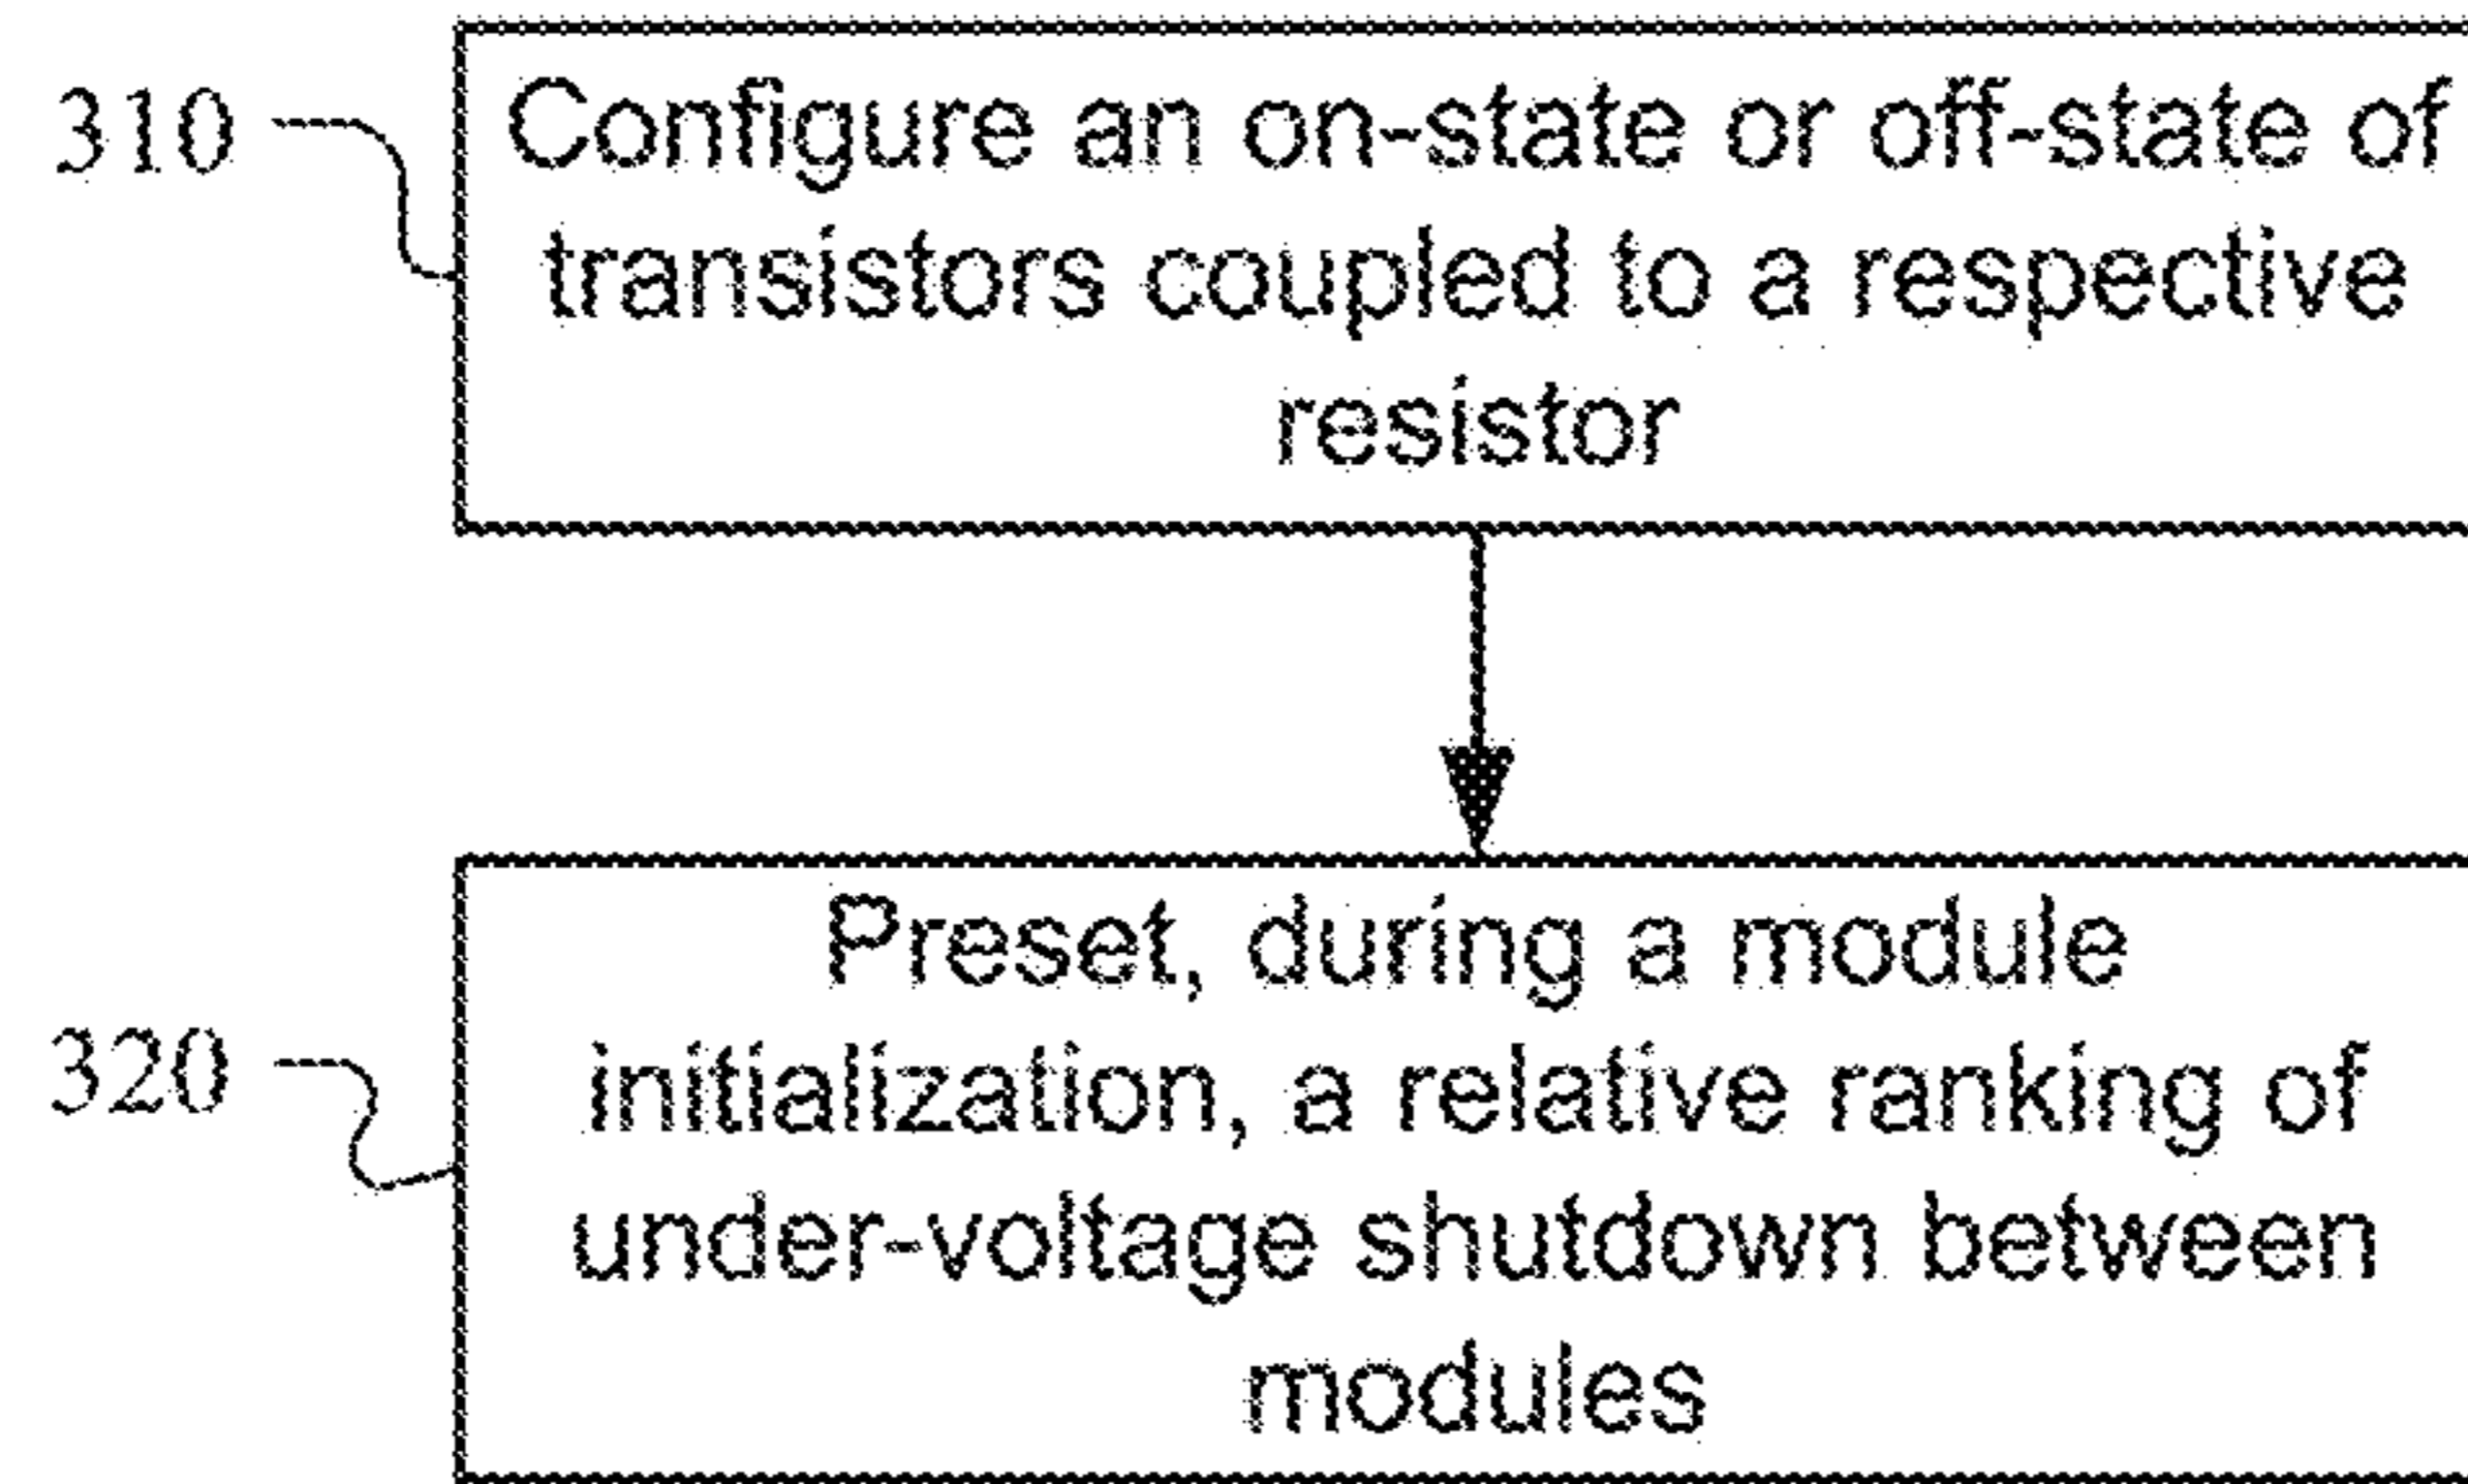 310
Configure an on-state or off-state of
transistors coupled to a respective
resistor
Preset, during a module
320
initialization, a relative ranking of
under-voltage shutdown between
modules